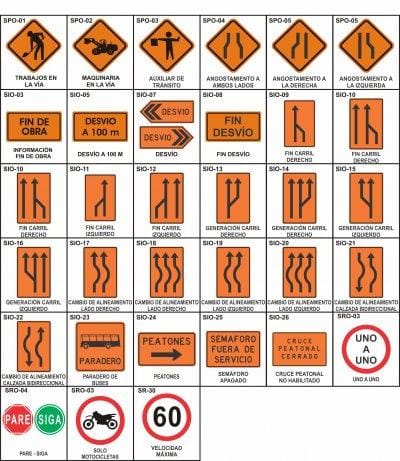 SPO-01
TRABAJOS EN
LA VÍA
SPO-02
MAQUINARIA
EN LA VÍA
SPO-03
AUXILIAR DE
TRÁNSITO
SPO-04
ANGOSTAMIENTO A
AMBOS LADOS
SPO-05
ANGOSTAMIENTO A
LA DERECHA
SPO-05
ANGOSTAMIENTO A
LA IZQUIERDA
SIO-03
FIN DE
OBRA
INFORMACIÓN
FIN DE OBRA
SIO-05
DESVIO
A 100 m
DESVÍO A 100 M
SIO-07
DESVIO
DESVIO
DESVÍO
SIO-08
FIN
DESVÍO
FIN DESVÍO
SIO-09
FIN CARRIL
DERECHO
SIO-10
FIN CARRIL
DERECHO
SIO-10
FIN CARRIL
DERECHO
SIO-11
FIN CARRIL
IZQUIERDO
SIO-12
FIN CARRIL
IZQUIERDO
SIO-13
FIN CARRIL
IZQUIERDO
SIO-14
GENERACIÓN CARRIL
DERECHO
SIO-15
GENERACIÓN CARRIL
IZQUIERDO
SIO-16
GENERACIÓN CARRIL
IZQUIERDO
SIO-17
CAMBIO DE ALINEAMIENTO
LADO DERECHO
SIO-18
CAMBIO DE ALINEAMIENTO
LADO DERECHO
SIO-19
CAMBIO DE ALINEAMIENTO
LADO IZQUIERDO
SIO-20
CAMBIO DE ALINEAMIENTO
LADO IZQUIERDO
SIO-21
CAMBIO DE ALINEAMIENTO
CALZADA BIDIRECCIONAL
SIO-22
CAMBIO DE ALINEAMIENTO
CALZADA BIDIRECCIONAL
SIO-23
PARADERO
PARADERO DE
BUSES
SIO-24
PEATONES
PEATONES
SIO-25
SEMAFORO
FUERA DE
SERVICIO
SEMÁFORO
APAGADO
SIO-26
CRUCE
PEATONAL
CERRADO
CRUCE PEATONAL
NO HABILITADO
SRO-03
UNO
A
UNO
UNO A UNO
SRO-04
PARE
SIGA
PARE - SIGA
SRO-03
SOLO
MOTOCICLETAS
SR-30
60
VELOCIDAD
MÁXIMA